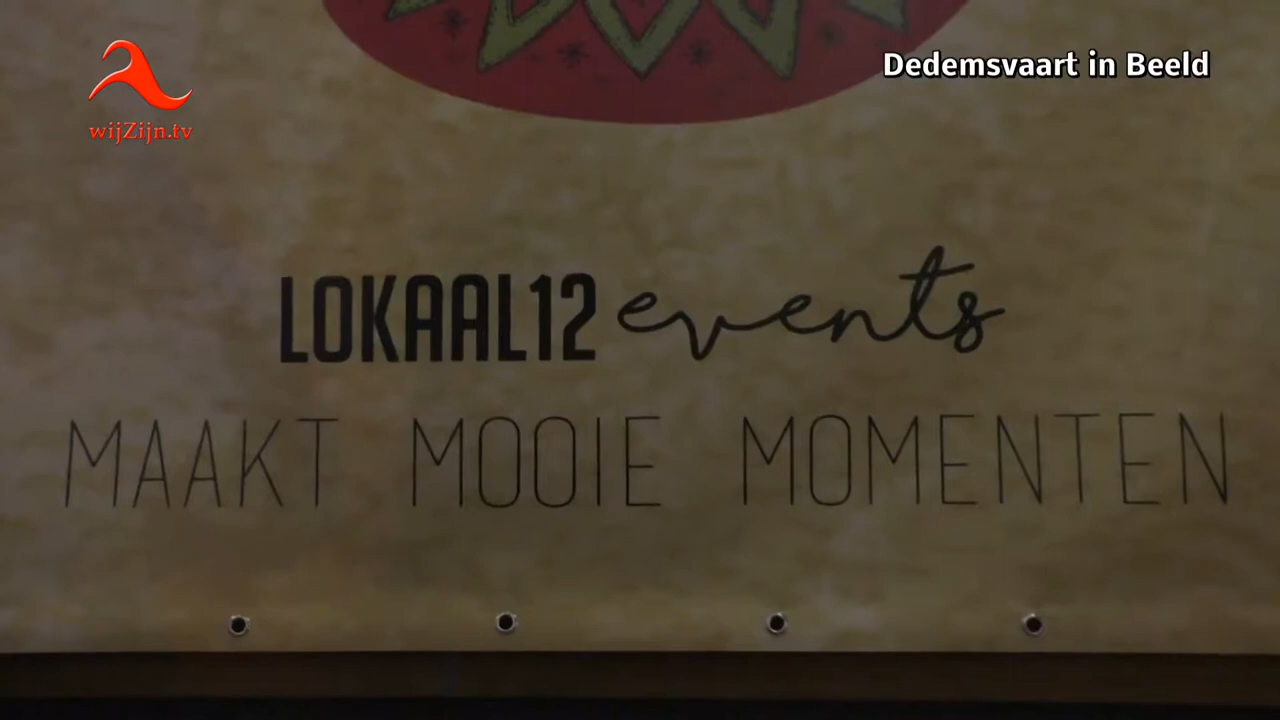 wijZijn.tv
Dedemsvaart in Beeld
LOKAAL12 events
MAAKT MOOIE MOMENTEN